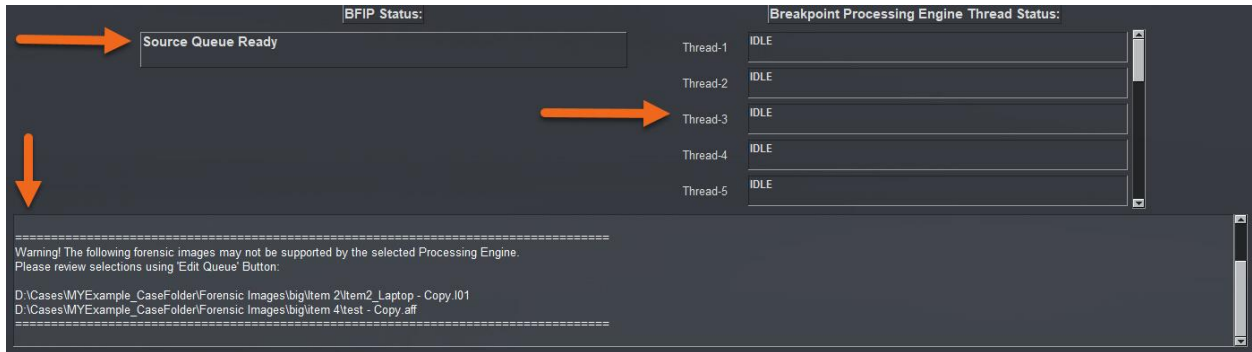 BFIP Status:
Source Queue Ready
Breakpoint Processing Engine Thread Status:
Thread-1 IDLE
Thread-2 IDLE
Thread-3 IDLE
Thread-4 IDLE
Thread-5 IDLE
==================================================================================
Warning! The following forensic images may not be supported by the selected Processing Engine.
Please review selections using 'Edit Queue' Button:
D:\Cases\MYExample_CaseFolder\Forensic Images\big\Item 2\Item2_Laptop - Copy.l01
D:\Cases\MYExample_CaseFolder\Forensic Images\big\item 4\test - Copy.aff
==================================================================================